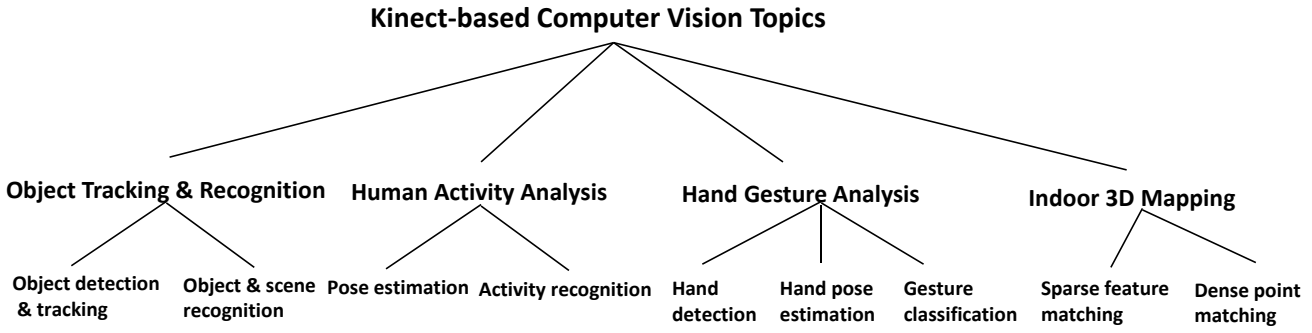 Kinect-based Computer Vision Topics
Object Tracking & Recognition
Human Activity Analysis
Hand Gesture Analysis
Indoor 3D Mapping
Object detection
& tracking
Object & scene
recognition
Pose estimation
Activity recognition
Hand
detection
Hand pose
estimation
Gesture
classification
Sparse feature
matching
Dense point
matching